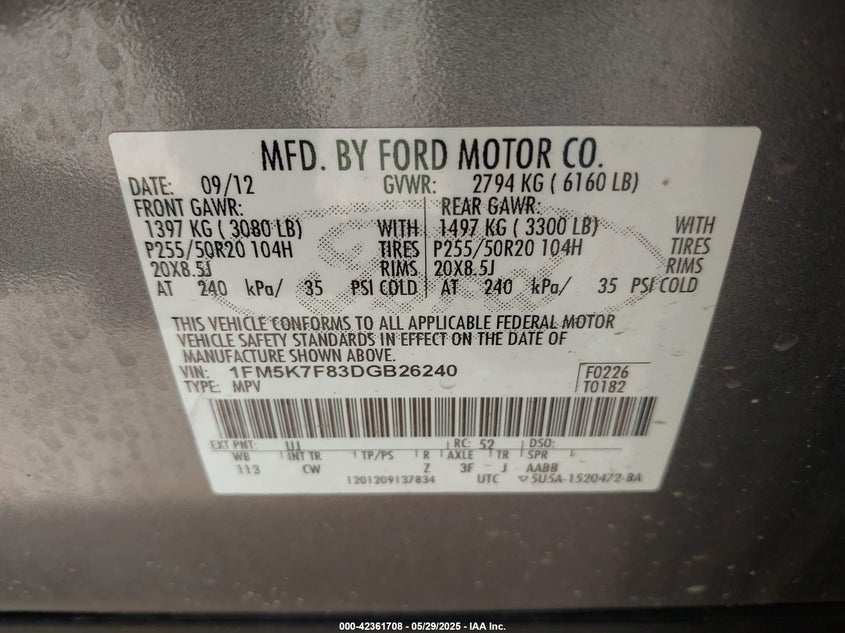 MFD. BY FORD MOTOR CO.
DATE: 09/12 GVWR: 2794 KG ( 6160 LB)
FRONT GAWR: REAR GAWR:
1397 KG ( 3080 LB) WITH 1497 KG ( 3300 LB) WITH
P255/50R20 104H TIRES P255/50R20 104H TIRES
20X8.5J RIMS 20X8.5J RIMS
AT 240 kPa/ 35 PSI COLD AT 240 kPa/ 35 PSI COLD
THIS VEHICLE CONFORMS TO ALL APPLICABLE FEDERAL MOTOR
VEHICLE SAFETY STANDARDS IN EFFECT ON THE DATE OF
MANUFACTURE SHOWN ABOVE.
VIN: 1FM5K7F83DGB26240 F0226
TYPE: MPV T0182
EXT PNT: UJ RC: 52 DSO:
WB INT TR TP/PS R AXLE TR SPR
113 CW Z 3F J AABB
1201209137834 UTC ▽5U5A-1520472-BA
000-42361708 — 05/29/2025 — IAA Inc.